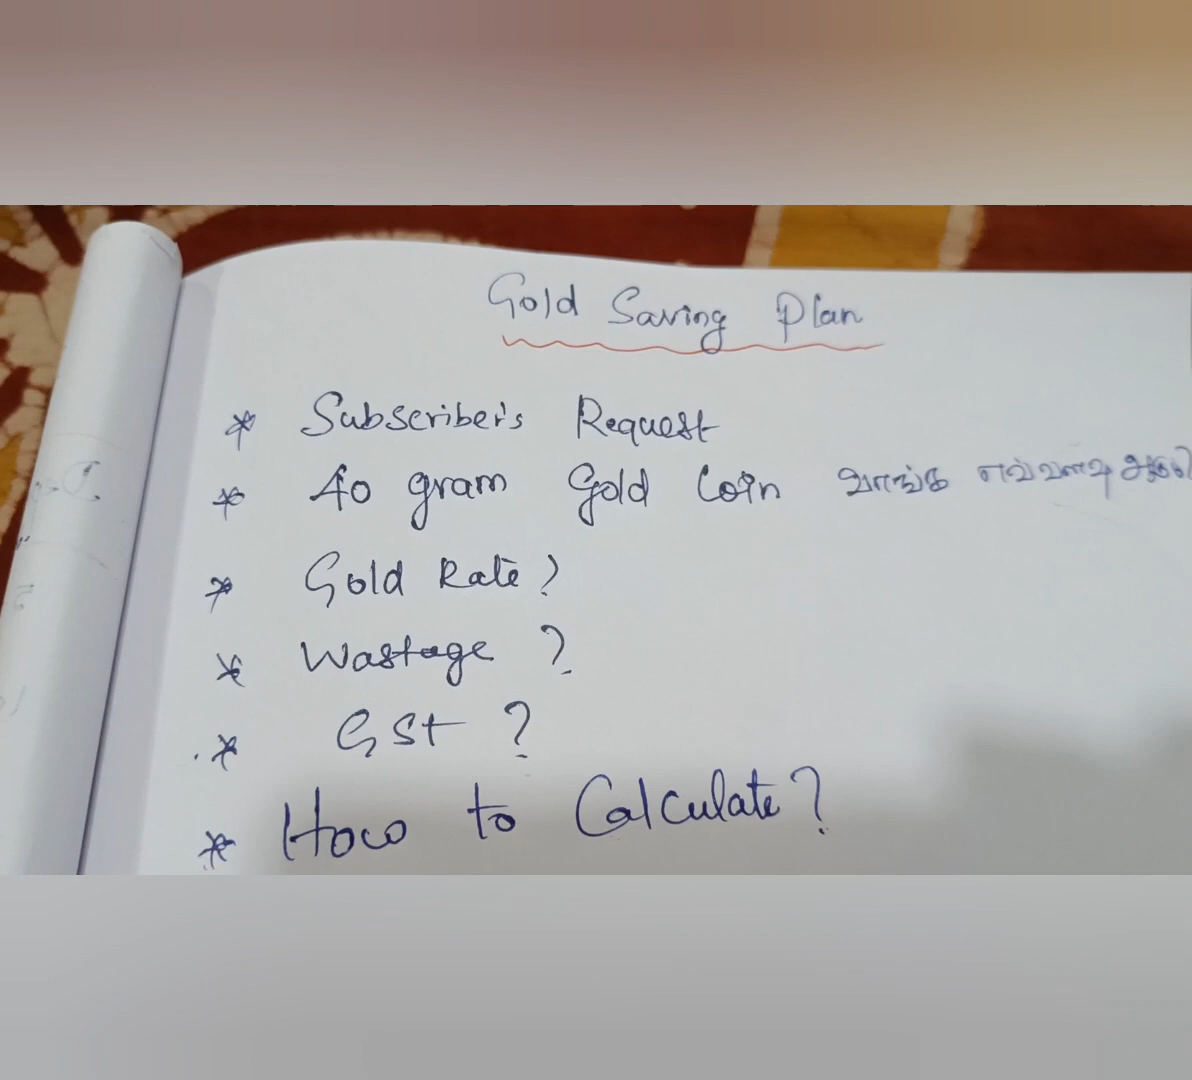 Gold Saving Plan
* Subscriber's Request
* 40 gram Gold Coin வாங்க எவ்வளவு ஆகும்
* Gold Rate?
* Wastage ?
* GST ?
* How to Calculate?